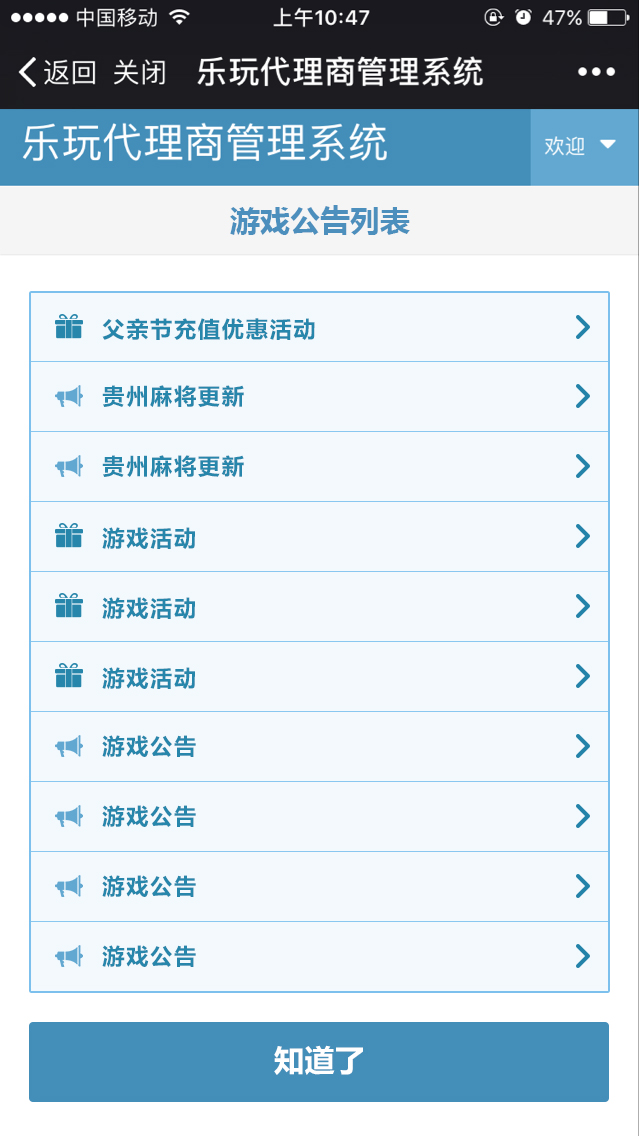 中国移动 上午10:47 47%
返回 关闭 乐玩代理商管理系统
乐玩代理商管理系统 欢迎
游戏公告列表
父亲节充值优惠活动
贵州麻将更新
贵州麻将更新
游戏活动
游戏活动
游戏活动
游戏公告
游戏公告
游戏公告
游戏公告
知道了